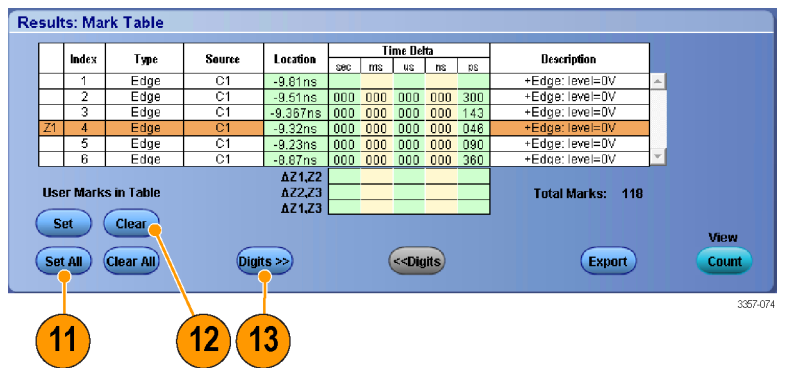 Results: Mark Table
Index Type Source Location Time Delta Description
sec ms us ns ps
1 Edge C1 -9.81ns +Edge: level=0V
2 Edge C1 -9.51ns 000 000 000 000 300 +Edge: level=0V
3 Edge C1 -9.367ns 000 000 000 000 143 +Edge: level=0V
Z1 4 Edge C1 -9.32ns 000 000 000 000 046 +Edge: level=0V
5 Edge C1 -9.23ns 000 000 000 000 090 +Edge: level=0V
6 Edge C1 -8.87ns 000 000 000 000 360 +Edge: level=0V
ΔZ1,Z2
User Marks in Table ΔZ2,Z3 Total Marks: 118
ΔZ1,Z3
Set Clear
View
Set All Clear All Digits >> <<Digits Export Count
3357-074
11 12 13